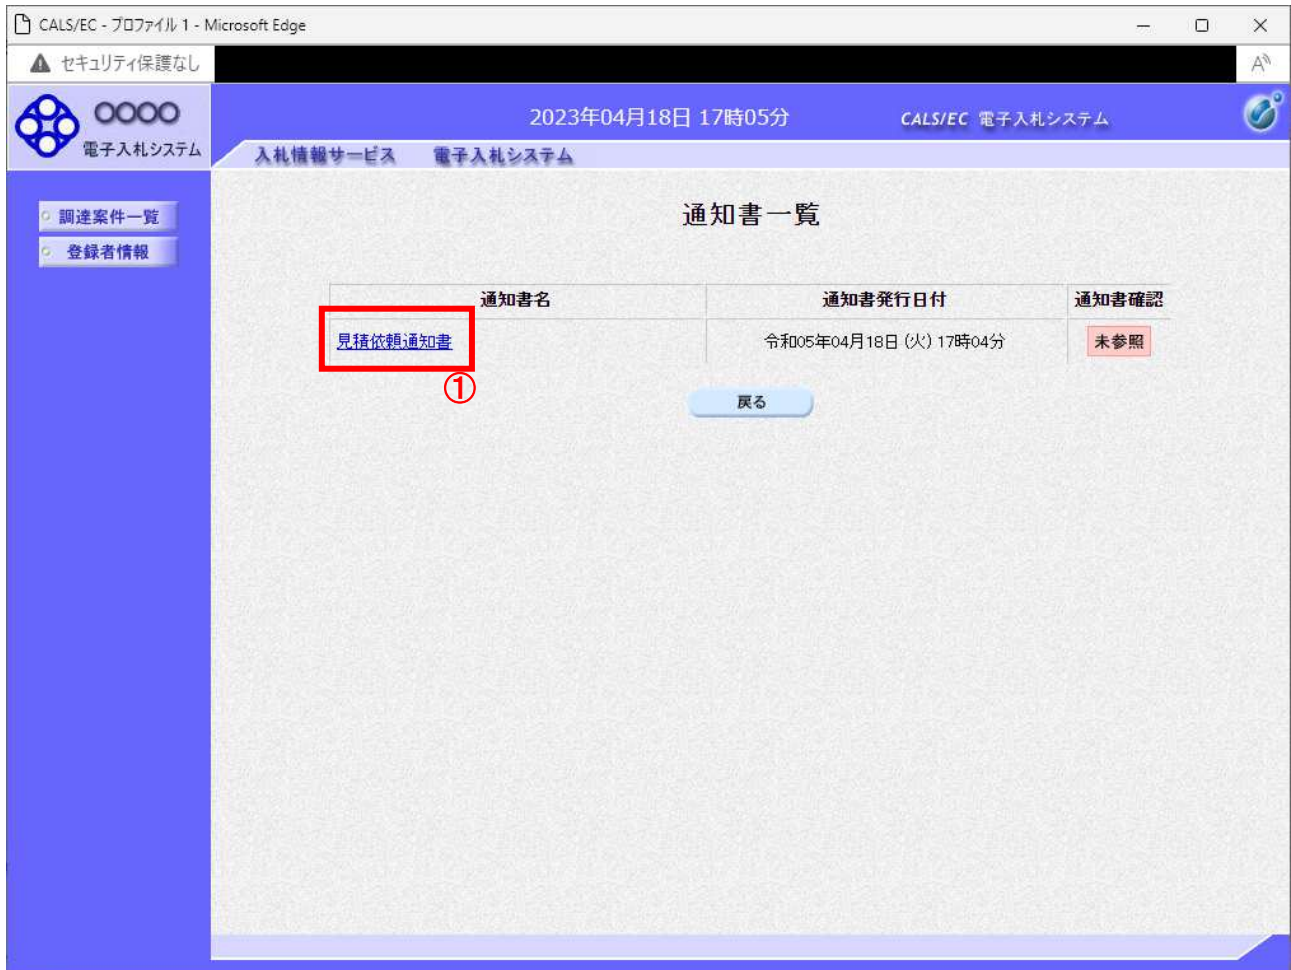 CALS/EC - プロファイル 1 - Microsoft Edge
セキュリティ保護なし
OOOO
電子入札システム
2023年04月18日 17時05分
CALS/EC 電子入札システム
入札情報サービス 電子入札システム
調達案件一覧
登録者情報
通知書一覧
通知書名 通知書発行日付 通知書確認
見積依頼通知書 令和05年04月18日（火）17時04分 未参照
①
戻る